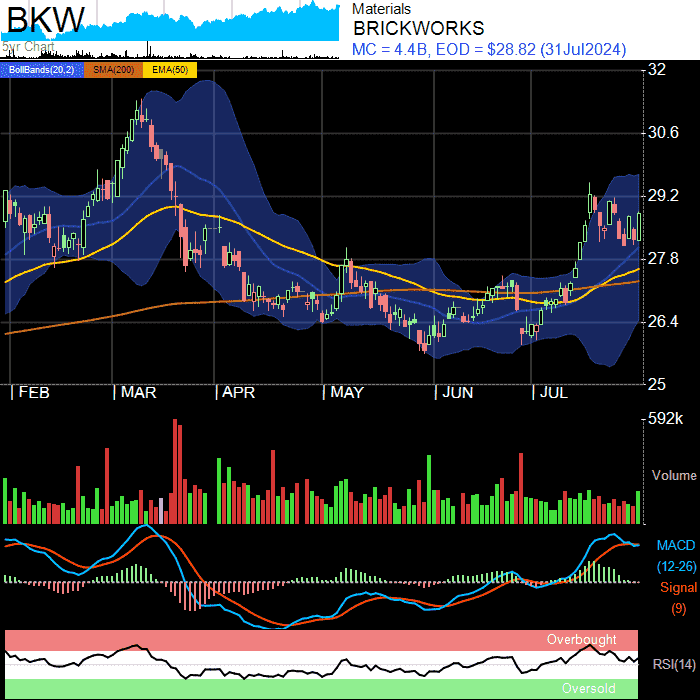 BKW
5yr Chart
Materials
BRICKWORKS
MC = 4.4B, EOD = $28.82 (31Jul2024)
BollBands(20,2) SMA(200) EMA(50)
32
30.6
29.2
27.8
26.4
25
FEB MAR APR MAY JUN JUL
592k
Volume
MACD
(12-26)
Signal
(9)
Overbought
RSI(14)
Oversold